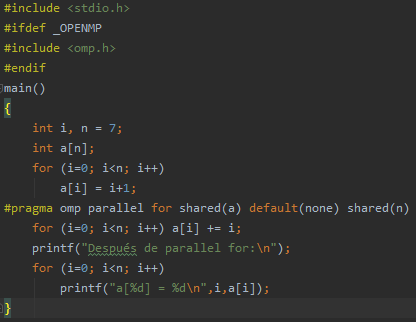 #include <stdio.h>
#ifdef _OPENMP
#include <omp.h>
#endif
main()
{
    int i, n = 7;
    int a[n];
    for (i=0; i<n; i++)
        a[i] = i+1;
#pragma omp parallel for shared(a) default(none) shared(n)
    for (i=0; i<n; i++) a[i] += i;
    printf("Después de parallel for:\n");
    for (i=0; i<n; i++)
        printf("a[%d] = %d\n",i,a[i]);
}